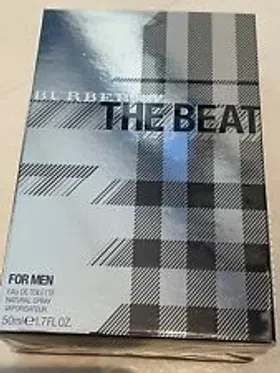 BURBERRY
THE BEAT
FOR MEN
EAU DE TOILETTE
NATURAL SPRAY
VAPORISATEUR
50ml℮1.7FL.OZ.